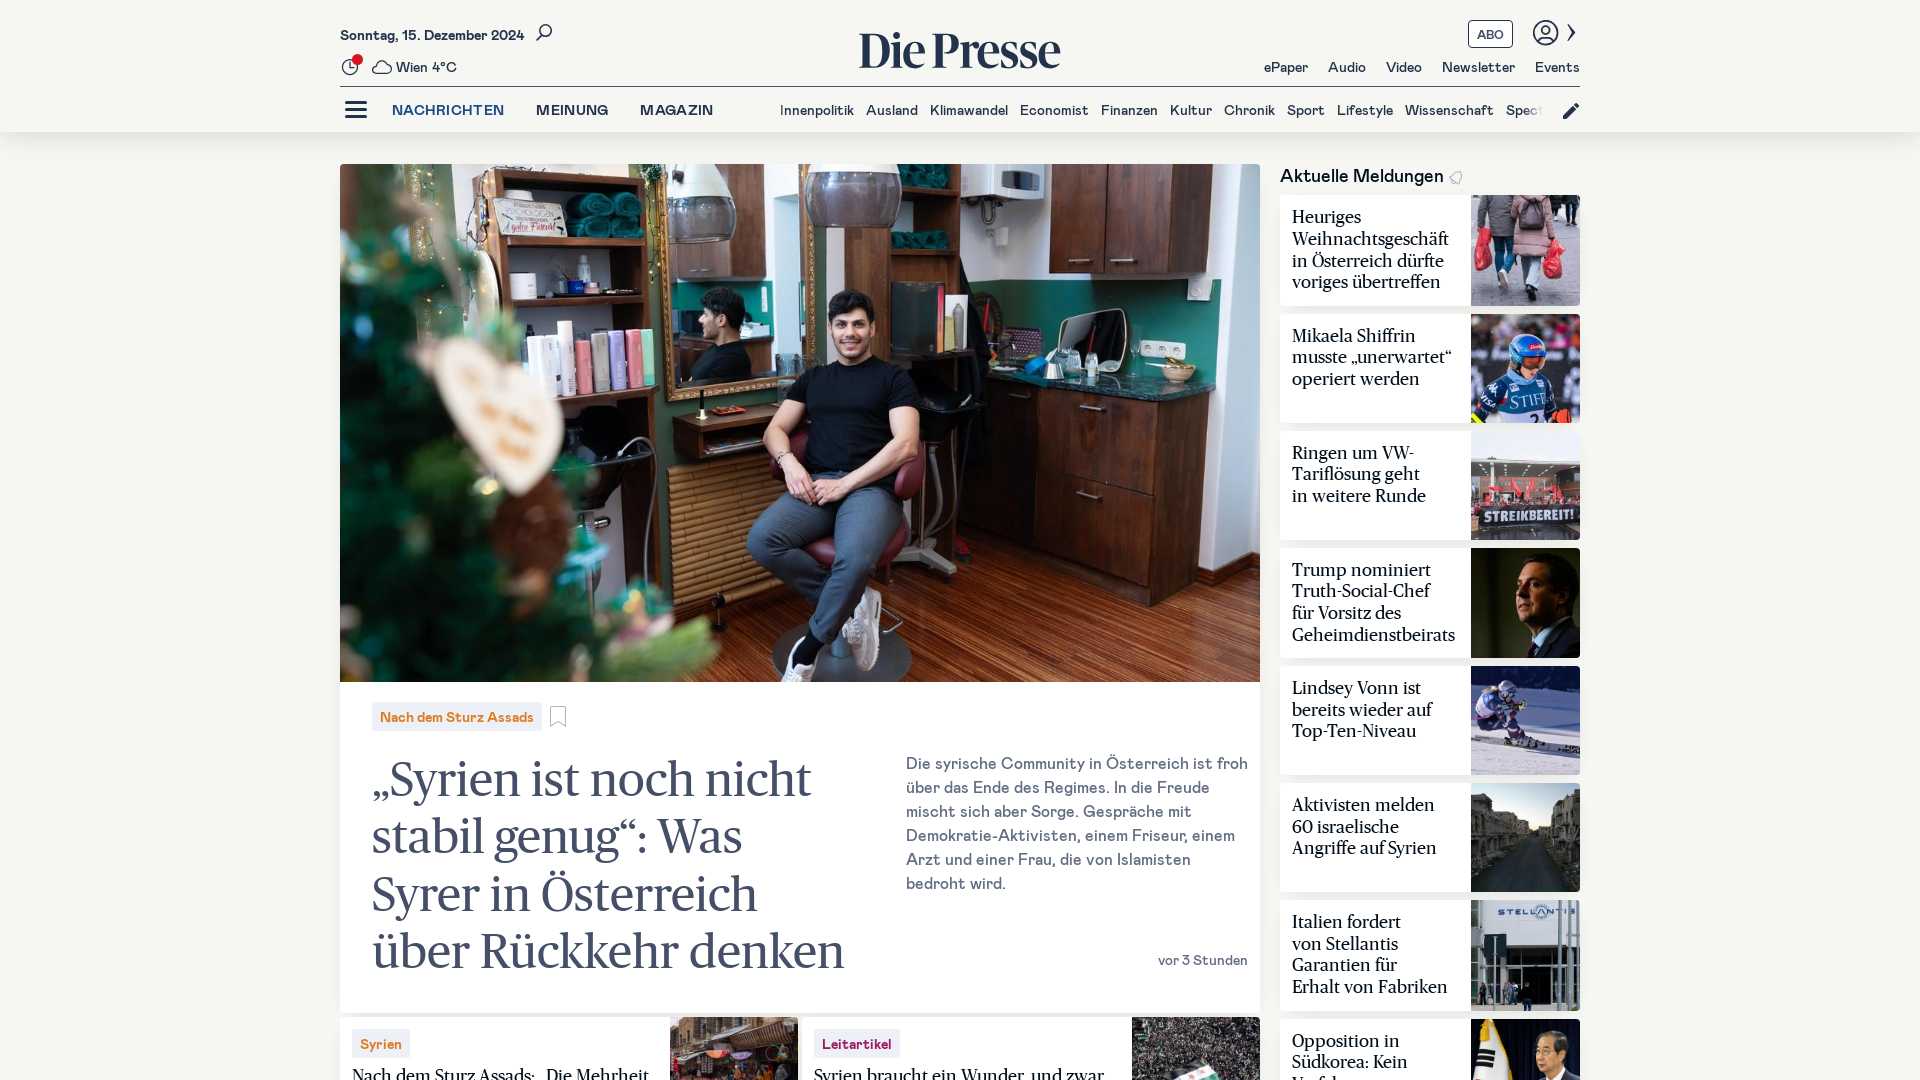 Sonntag, 15. Dezember 2024
Wien 4°C
Die Presse
ABO
ePaper Audio Video Newsletter Events
NACHRICHTEN MEINUNG MAGAZIN
Innenpolitik Ausland Klimawandel Economist Finanzen Kultur Chronik Sport Lifestyle Wissenschaft Spect
Nach dem Sturz Assads
„Syrien ist noch nicht
stabil genug“: Was
Syrer in Österreich
über Rückkehr denken
Die syrische Community in Österreich ist froh
über das Ende des Regimes. In die Freude
mischt sich aber Sorge. Gespräche mit
Demokratie-Aktivisten, einem Friseur, einem
Arzt und einer Frau, die von Islamisten
bedroht wird.
vor 3 Stunden
Syrien
Nach dem Sturz Assads: „Die Mehrheit
Leitartikel
Syrien braucht ein Wunder, und zwar
Aktuelle Meldungen
Heuriges
Weihnachtsgeschäft
in Österreich dürfte
voriges übertreffen
Mikaela Shiffrin
musste „unerwartet“
operiert werden
STIFE
2
Ringen um VW-
Tariflösung geht
in weitere Runde
STREIKBEREIT!
Trump nominiert
Truth-Social-Chef
für Vorsitz des
Geheimdienstbeirats
Lindsey Vonn ist
bereits wieder auf
Top-Ten-Niveau
Aktivisten melden
60 israelische
Angriffe auf Syrien
Italien fordert
von Stellantis
Garantien für
Erhalt von Fabriken
STELLANTIS
Opposition in
Südkorea: Kein